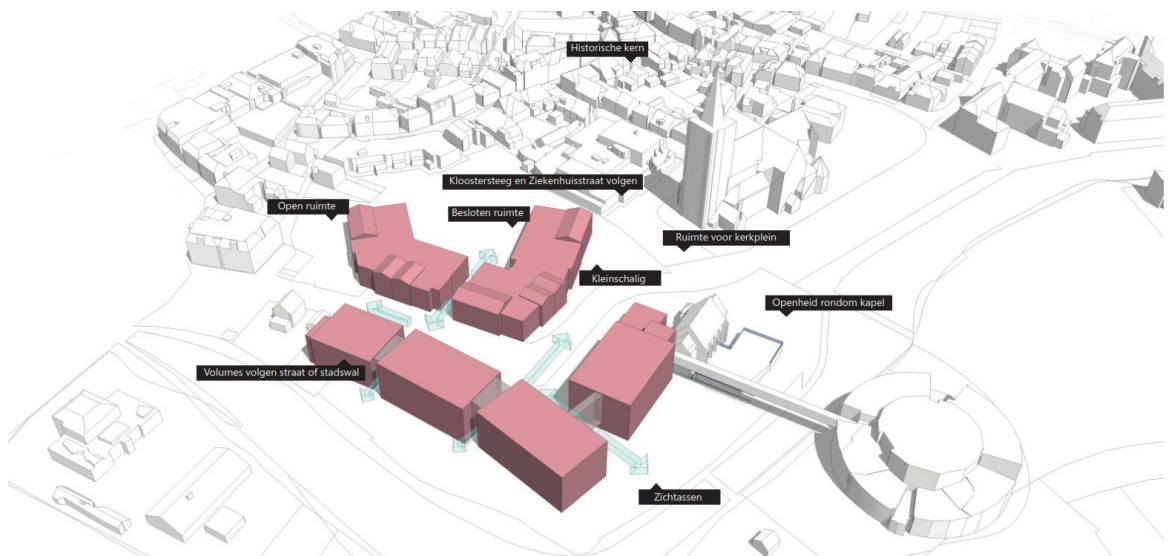 Historische kern
Kloostersteeg en Ziekenhuisstraat volgen
Open ruimte
Besloten ruimte
Ruimte voor kerkplein
Kleinschalig
Openheid rondom kapel
Volumes volgen straat of stadswal
Zichtassen